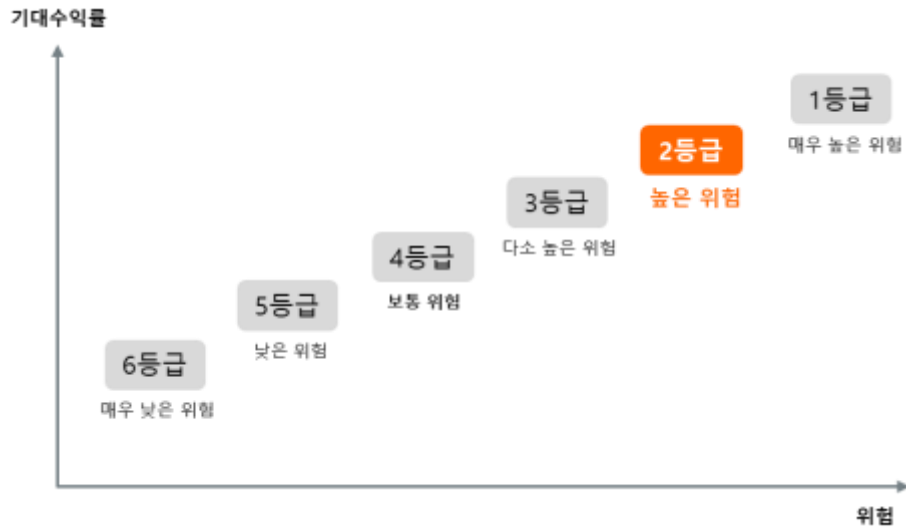 기대수익률
1등급
매우 높은 위험
2등급
높은 위험
3등급
다소 높은 위험
4등급
보통 위험
5등급
낮은 위험
6등급
매우 낮은 위험
위험